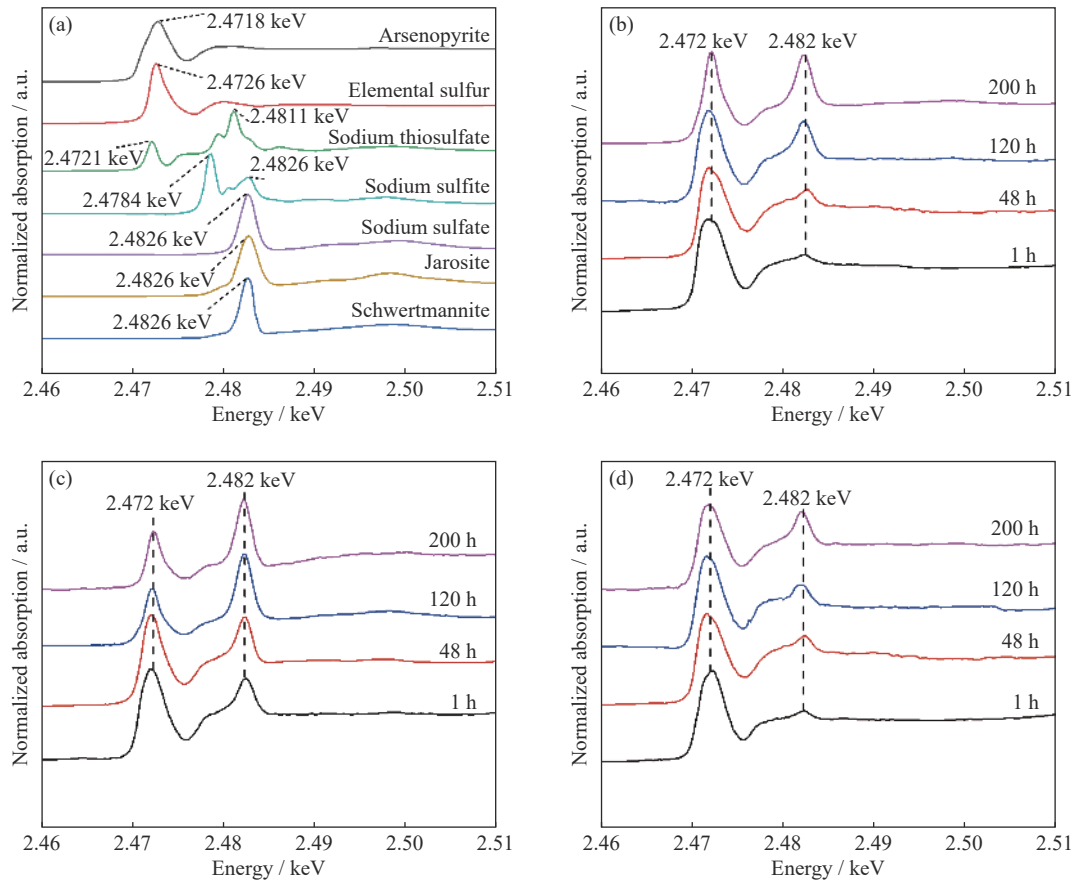 (a)
2.4718 keV
Arsenopyrite
2.4726 keV
Elemental sulfur
2.4811 keV
Sodium thiosulfate
2.4721 keV
2.4826 keV
Sodium sulfite
2.4784 keV
Sodium sulfate
2.4826 keV
Jarosite
2.4826 keV
Schwertmannite
2.4826 keV
Normalized absorption / a.u.
2.46 2.47 2.48 2.49 2.50 2.51
Energy / keV
(b)
2.472 keV 2.482 keV
200 h
120 h
48 h
1 h
Normalized absorption / a.u.
2.46 2.47 2.48 2.49 2.50 2.51
Energy / keV
(c)
2.472 keV 2.482 keV
200 h
120 h
48 h
1 h
Normalized absorption / a.u.
2.46 2.47 2.48 2.49 2.50 2.51
Energy / keV
(d)
2.472 keV 2.482 keV
200 h
120 h
48 h
1 h
Normalized absorption / a.u.
2.46 2.47 2.48 2.49 2.50 2.51
Energy / keV